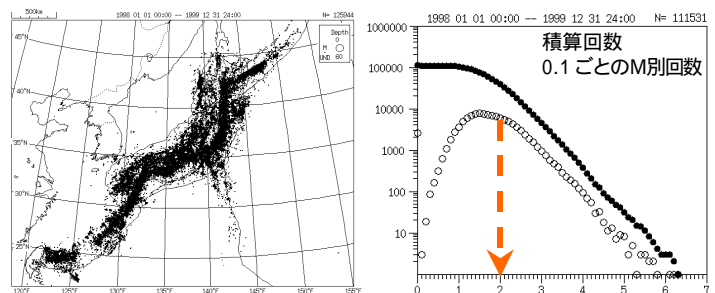 500km
1998 01 01 00:00 -- 1999 12 31 24:00
N= 125944
Depth
0
M
UND 60
45°N
40°N
35°N
30°N
25°N
120°E
125°E
130°E
135°E
140°E
145°E
150°E
155°E
1998 01 01 00:00 -- 1999 12 31 24:00
N= 111531
積算回数
0.1 ごとのM別回数
1000000
100000
10000
1000
100
10
0
1
2
3
4
5
6
7